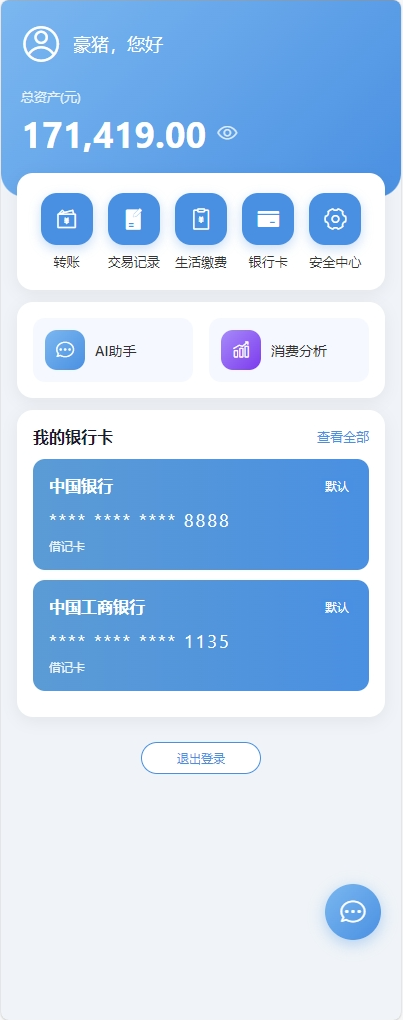 豪猪，您好
总资产(元)
171,419.00
转账 交易记录 生活缴费 银行卡 安全中心
AI助手 消费分析
我的银行卡 查看全部
中国银行 默认
**** **** **** 8888
借记卡
中国工商银行 默认
**** **** **** 1135
借记卡
退出登录